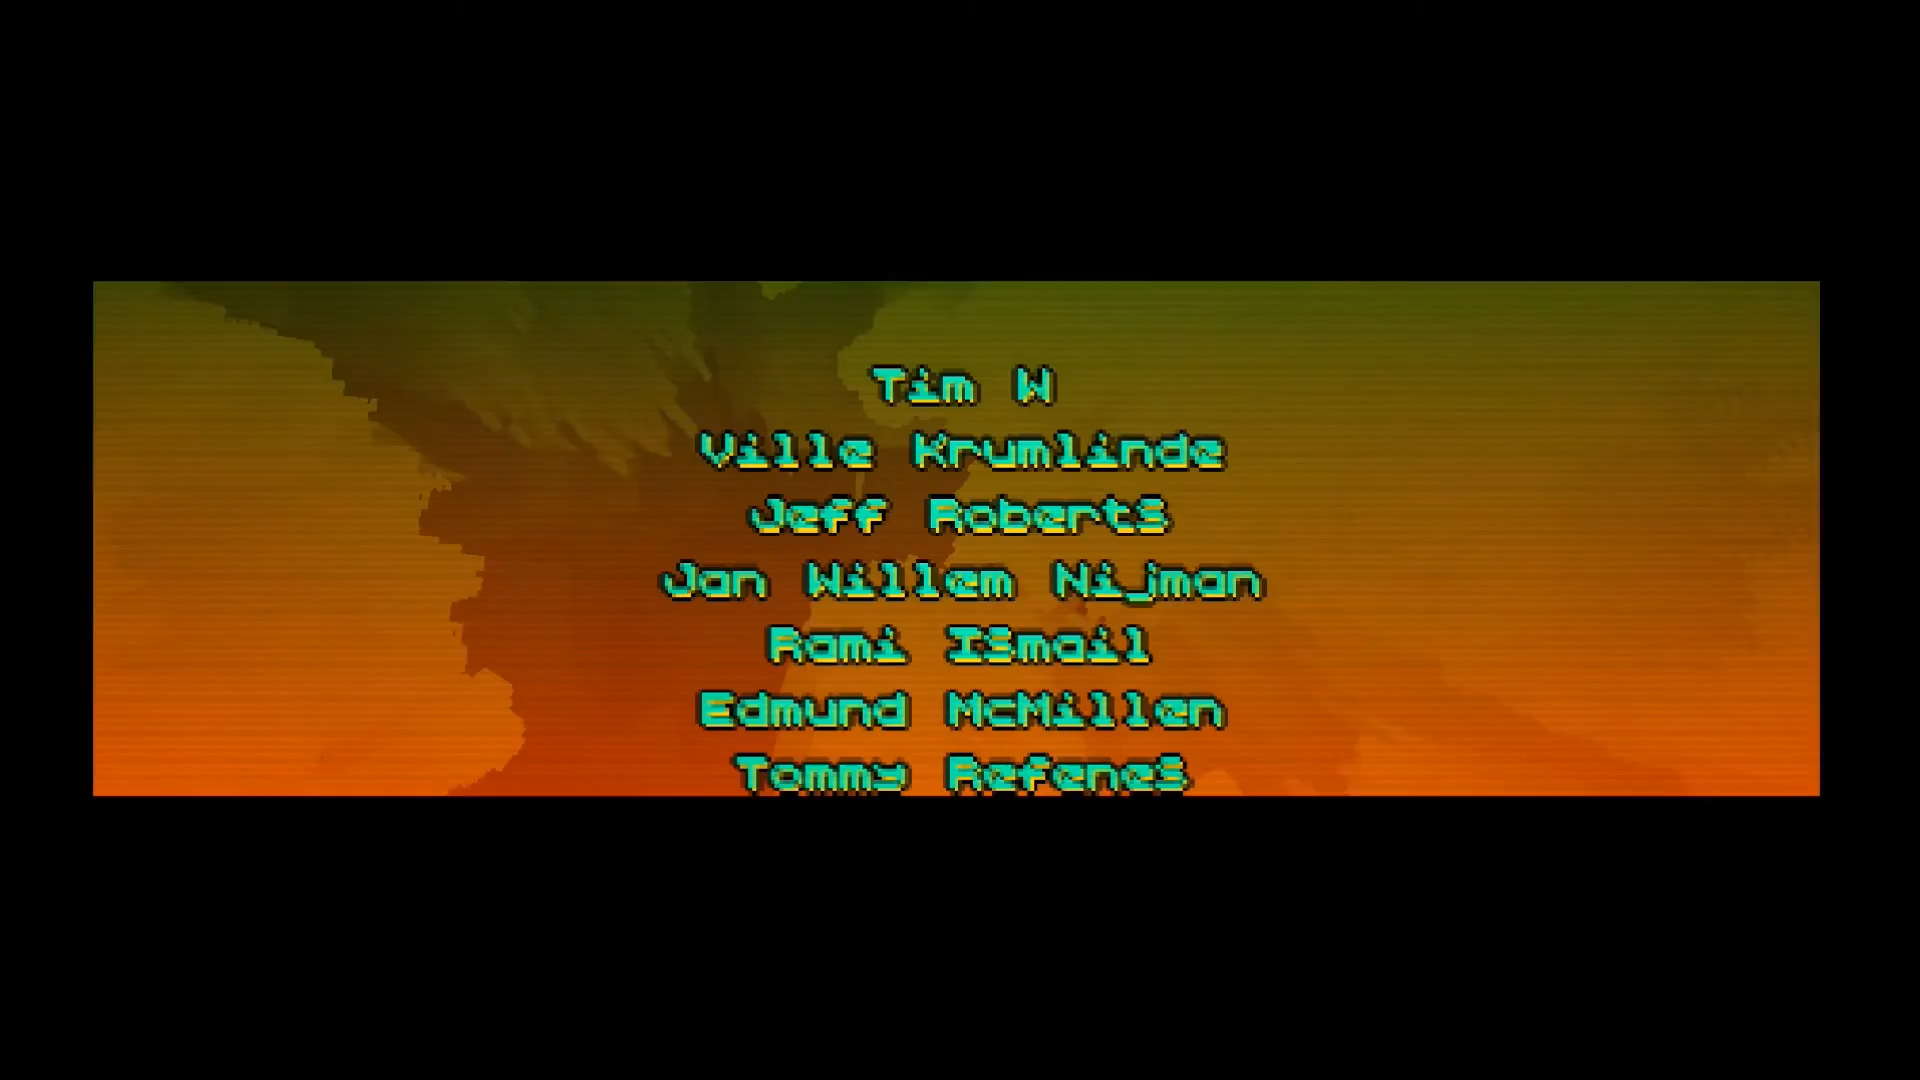 Tim W
Ville Krumlinde
Jeff Roberts
Jan Willem Nijman
Rami Ismail
Edmund McMillen
Tommy Refenes